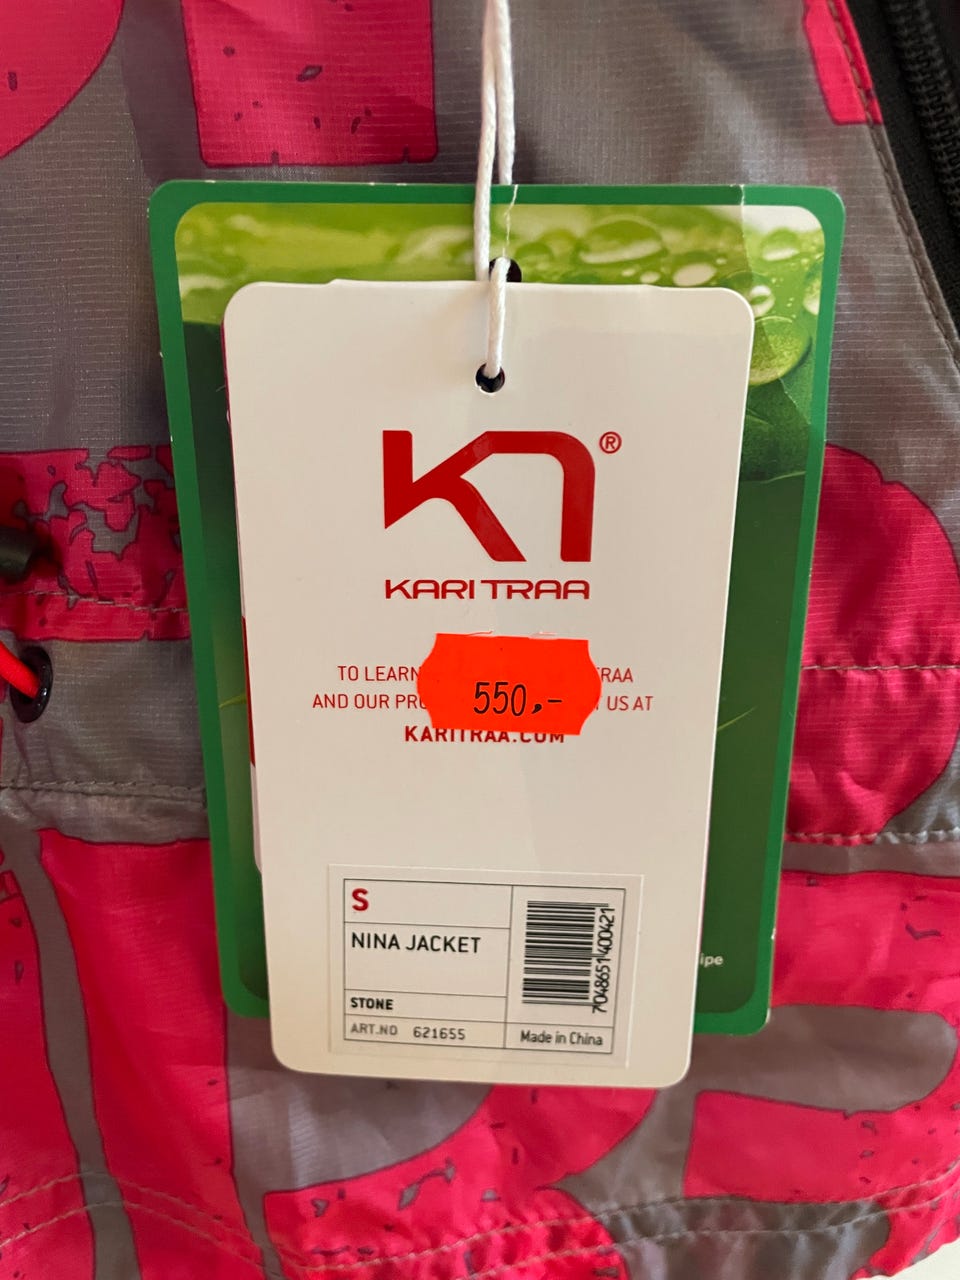 KARI TRAA
®
TO LEARN TRAA
AND OUR US AT
550,-
KARITRAA.COM
S
NINA JACKET
STONE
ART.NO 621655
7048651400421
Made in China